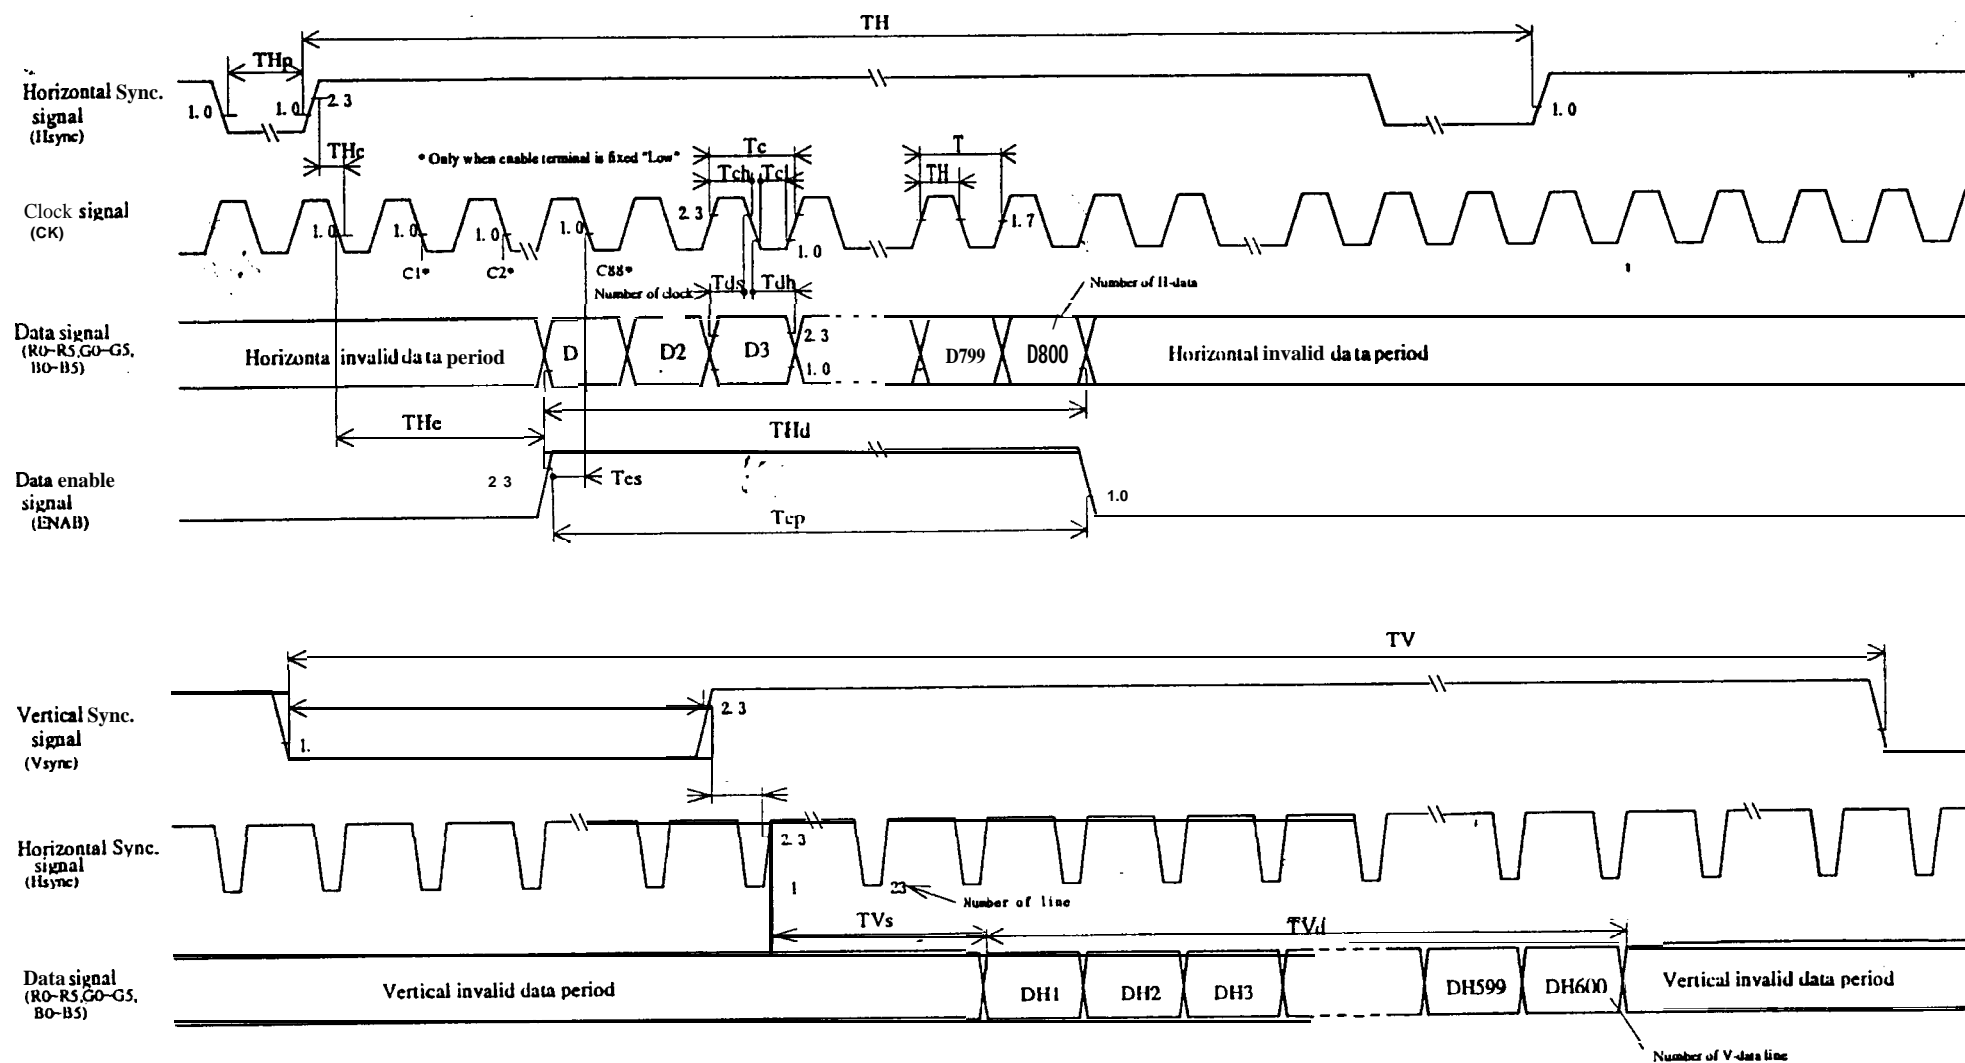 TH
THp
Horizontal Sync.
signal
(Hsync)
1. 0
1. 0
2 3
1. 0
THc
* Only when enable terminal is fixed "Low"
Tc
Tch
Tcl
T
TH
Clock signal
(CK)
1. 0
1. 0
1. 0
1. 0
2. 3
1. 0
1. 7
C1*
C2*
C88*
Number of clock
Tds
Tdh
Number of H-data
Data signal
(R0~R5,G0~G5,
B0~B5)
Horizonta invalid data period
D
D2
D3
2. 3
1. 0
D799
D800
Horizontal invalid data period
THe
THd
Data enable
signal
(ENAB)
2 3
Tes
1.0
Tep
TV
Vertical Sync.
signal
(Vsync)
1.
2. 3
Horizontal Sync.
signal
(Hsync)
2. 3
1
23
Number of line
TVs
TVd
Data signal
(R0~R5,G0~G5,
B0~B5)
Vertical invalid data period
DH1
DH2
DH3
DH599
DH600
Vertical invalid data period
Number of V-data line